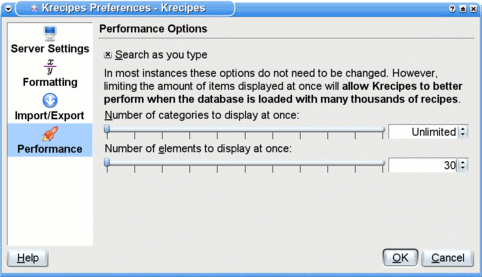 Krecipes Preferences - Krecipes
Server Settings
Formatting
Import/Export
Performance
Performance Options
Search as you type
In most instances these options do not need to be changed. However,
limiting the amount of items displayed at once will allow Krecipes to better
perform when the database is loaded with many thousands of recipes.
Number of categories to display at once:
Unlimited
Number of elements to display at once:
30
Help
OK
Cancel